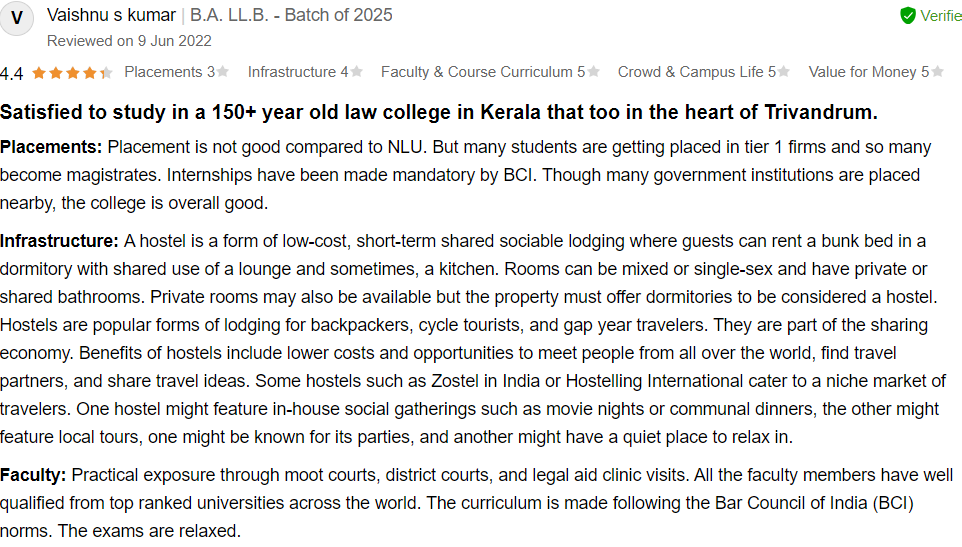 V
Vaishnu s kumar | B.A. LL.B. - Batch of 2025
Verifie
Reviewed on 9 Jun 2022
4.4 Placements 3 Infrastructure 4 Faculty & Course Curriculum 5 Crowd & Campus Life 5 Value for Money 5
Satisfied to study in a 150+ year old law college in Kerala that too in the heart of Trivandrum.
Placements: Placement is not good compared to NLU. But many students are getting placed in tier 1 firms and so many
become magistrates. Internships have been made mandatory by BCI. Though many government institutions are placed
nearby, the college is overall good.
Infrastructure: A hostel is a form of low-cost, short-term shared sociable lodging where guests can rent a bunk bed in a
dormitory with shared use of a lounge and sometimes, a kitchen. Rooms can be mixed or single-sex and have private or
shared bathrooms. Private rooms may also be available but the property must offer dormitories to be considered a hostel.
Hostels are popular forms of lodging for backpackers, cycle tourists, and gap year travelers. They are part of the sharing
economy. Benefits of hostels include lower costs and opportunities to meet people from all over the world, find travel
partners, and share travel ideas. Some hostels such as Zostel in India or Hostelling International cater to a niche market of
travelers. One hostel might feature in-house social gatherings such as movie nights or communal dinners, the other might
feature local tours, one might be known for its parties, and another might have a quiet place to relax in.
Faculty: Practical exposure through moot courts, district courts, and legal aid clinic visits. All the faculty members have well
qualified from top ranked universities across the world. The curriculum is made following the Bar Council of India (BCI)
norms. The exams are relaxed.